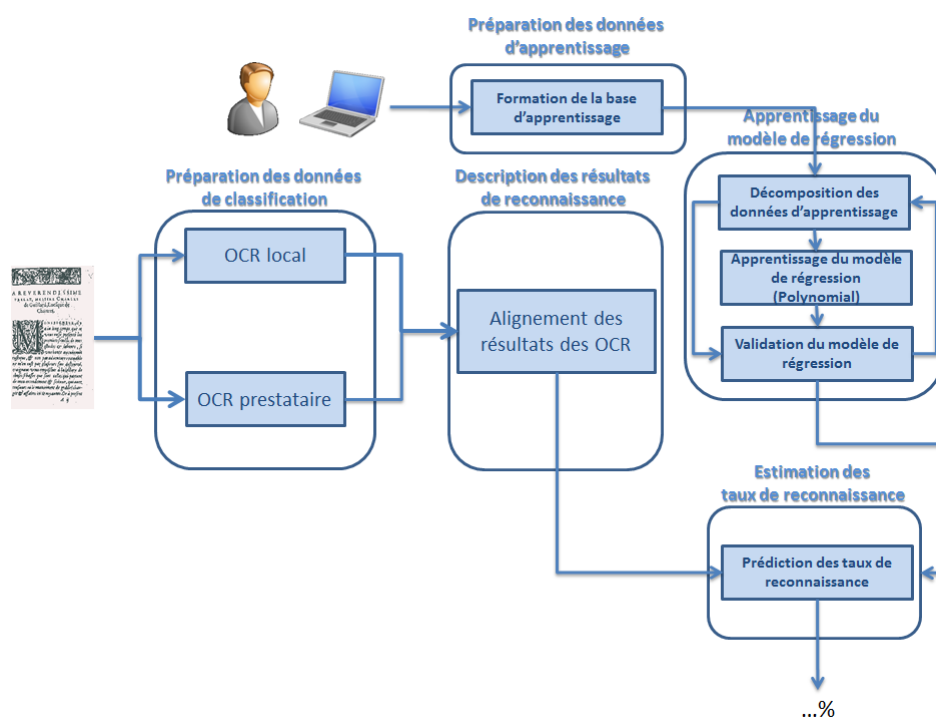 Préparation des données
d'apprentissage
Formation de la base
d'apprentissage
Apprentissage du
modèle de régression
Décomposition des
données d'apprentissage
Apprentissage du modèle
de régression
(Polynomial)
Validation du modèle de
régression
Préparation des données
de classification
OCR local
OCR prestataire
Description des résultats
de reconnaissance
Alignement des
résultats des OCR
Estimation des
taux de reconnaissance
Prédiction des taux de
reconnaissance
...%